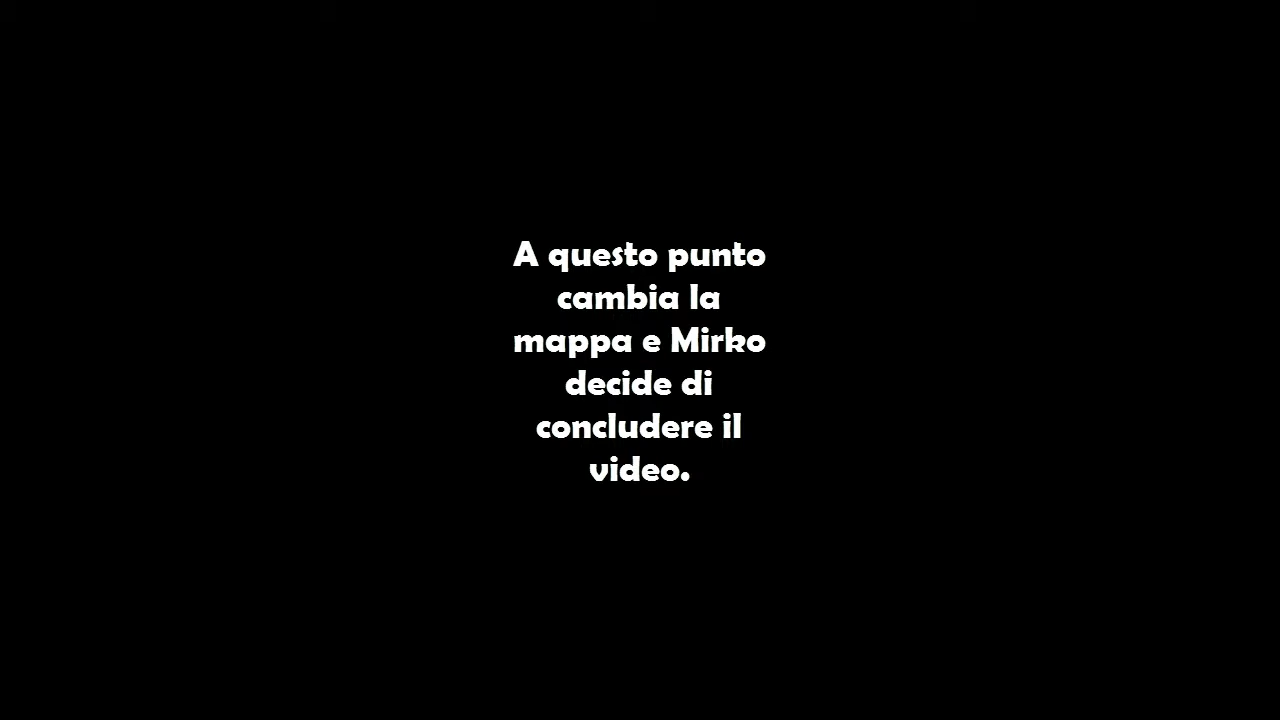 A questo punto
cambia la
mappa e Mirko
decide di
concludere il
video.